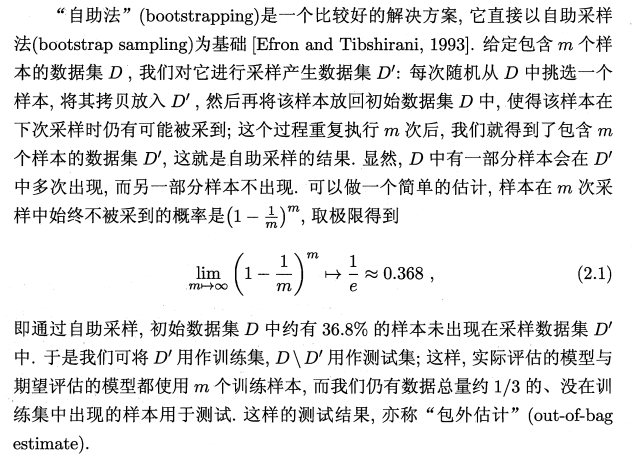 “自助法”(bootstrapping)是一个比较好的解决方案, 它直接以自助采样
法(bootstrap sampling)为基础 [Efron and Tibshirani, 1993]. 给定包含 m 个样
本的数据集 D , 我们对它进行采样产生数据集 D′: 每次随机从 D 中挑选一个
样本, 将其拷贝放入 D′ , 然后再将该样本放回初始数据集 D 中, 使得该样本在
下次采样时仍有可能被采到; 这个过程重复执行 m 次后, 我们就得到了包含 m
个样本的数据集 D′, 这就是自助采样的结果. 显然, D 中有一部分样本会在 D′
中多次出现, 而另一部分样本不出现. 可以做一个简单的估计, 样本在 m 次采
样中始终不被采到的概率是(1 − 1/m)^m, 取极限得到
lim m↦∞ (1 − 1/m)^m ↦ 1/e ≈ 0.368 , (2.1)
即通过自助采样, 初始数据集 D 中约有 36.8% 的样本未出现在采样数据集 D′
中. 于是我们可将 D′ 用作训练集, D \ D′ 用作测试集; 这样, 实际评估的模型与
期望评估的模型都使用 m 个训练样本, 而我们仍有数据总量约 1/3 的、没在训
练集中出现的样本用于测试. 这样的测试结果, 亦称“包外估计”(out-of-bag
estimate).